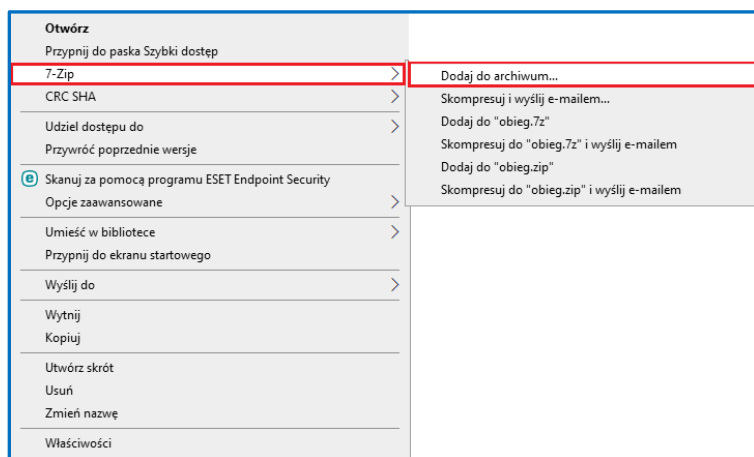 Otwórz
Przypnij do paska Szybki dostęp
7-Zip
CRC SHA
Udziel dostępu do
Przywróć poprzednie wersje
e Skanuj za pomocą programu ESET Endpoint Security
Opcje zaawansowane
Umieść w bibliotece
Przypnij do ekranu startowego
Wyślij do
Wytnij
Kopiuj
Utwórz skrót
Usuń
Zmień nazwę
Właściwości
Dodaj do archiwum...
Skompresuj i wyślij e-mailem...
Dodaj do "obieg.7z"
Skompresuj do "obieg.7z" i wyślij e-mailem
Dodaj do "obieg.zip"
Skompresuj do "obieg.zip" i wyślij e-mailem